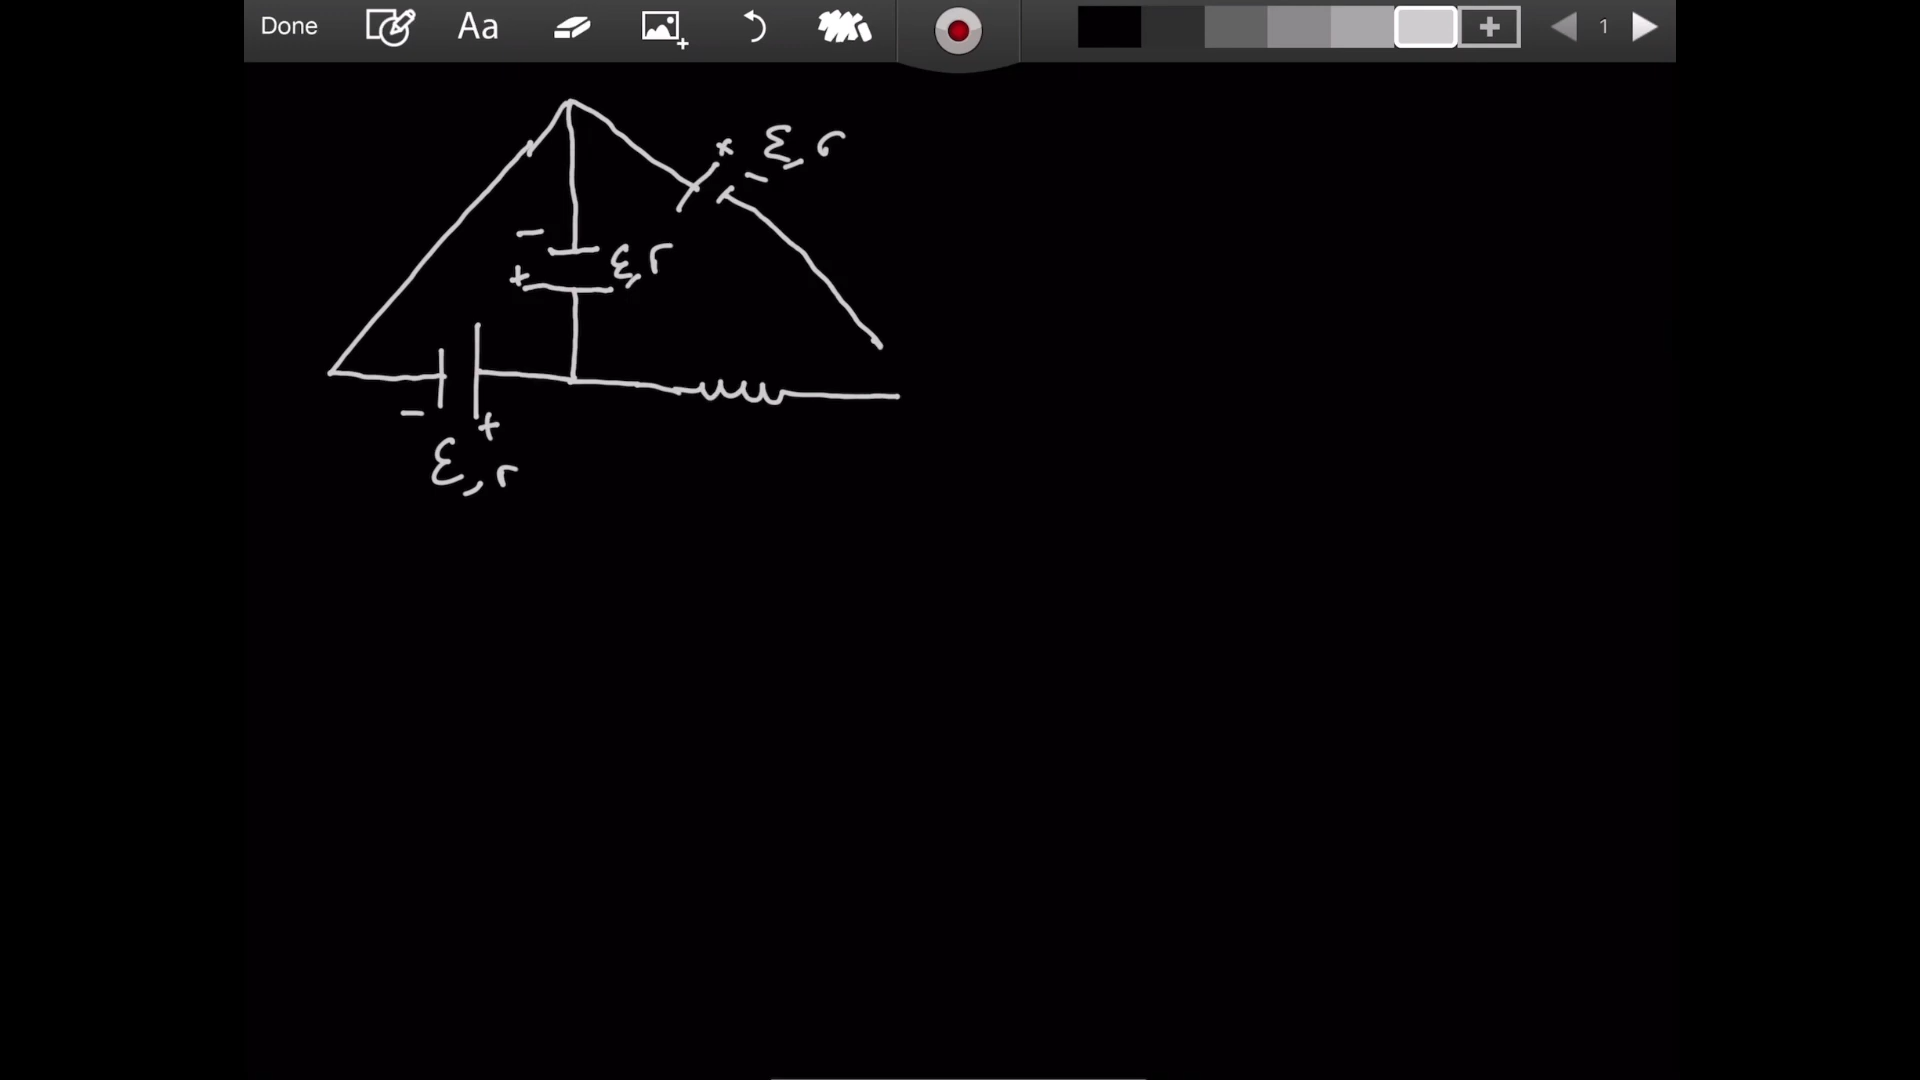 Done Aa 1
+ Ɛ, r
-
- Ɛ, r
+
- +
Ɛ, r